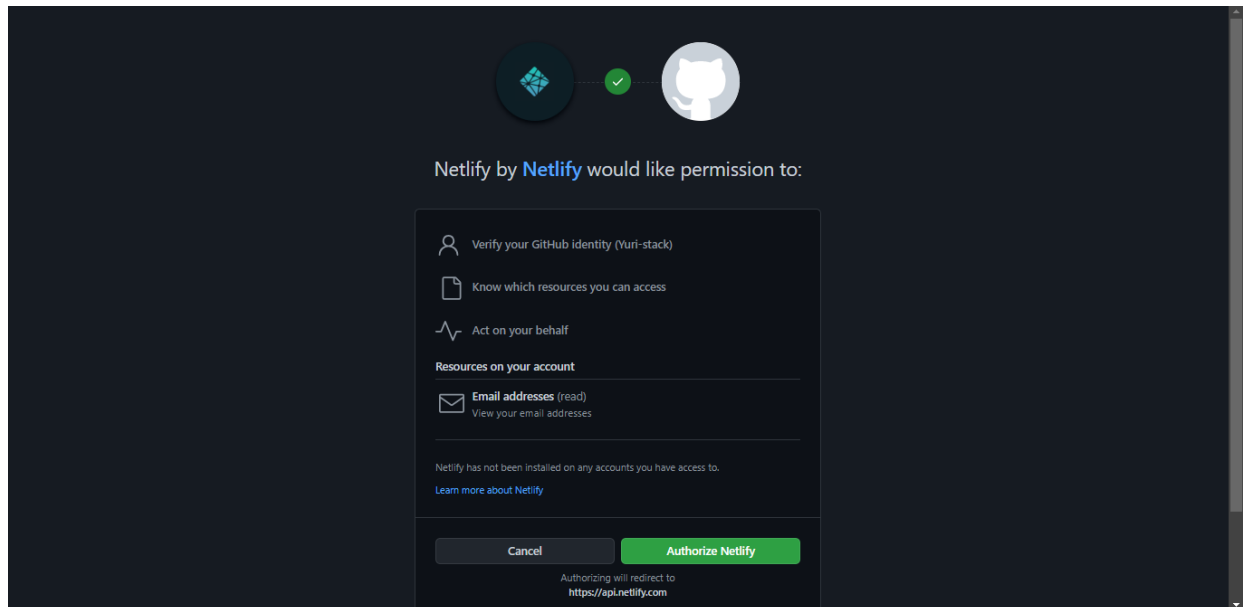 Netlify by Netlify would like permission to:
Verify your GitHub identity (Yuri-stack)
Know which resources you can access
Act on your behalf
Resources on your account
Email addresses (read)
View your email addresses
Netlify has not been installed on any accounts you have access to.
Learn more about Netlify
Cancel
Authorize Netlify
Authorizing will redirect to
https://api.netlify.com